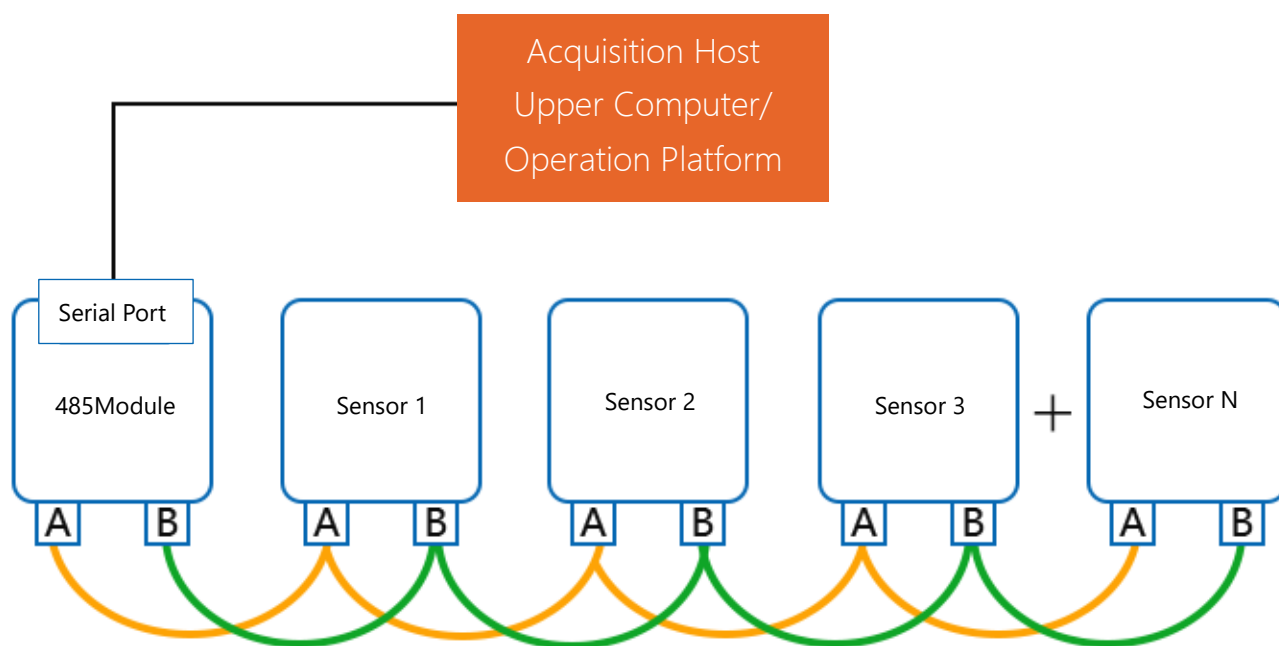 Acquisition Host
Upper Computer/
Operation Platform
Serial Port
485Module
Sensor 1
Sensor 2
Sensor 3
+
Sensor N
A
B
A
B
A
B
A
B
A
B